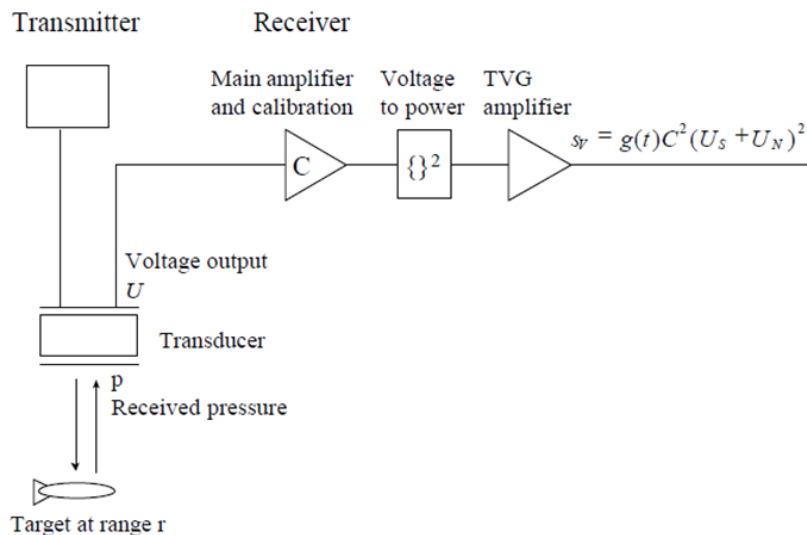 Transmitter
Receiver
Main amplifier
and calibration
Voltage
to power
TVG
amplifier
C
{}²
s_V = g(t)C²(U_S +U_N)²
Voltage output
U
Transducer
p
Received pressure
Target at range r